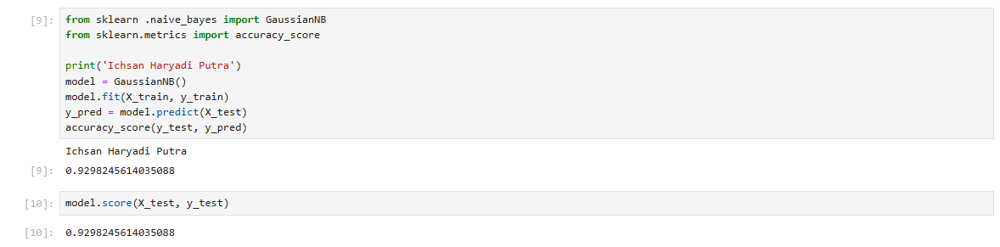 [9]: from sklearn .naive_bayes import GaussianNB
from sklearn.metrics import accuracy_score
print('Ichsan Haryadi Putra')
model = GaussianNB()
model.fit(X_train, y_train)
y_pred = model.predict(X_test)
accuracy_score(y_test, y_pred)
Ichsan Haryadi Putra
[9]: 0.9298245614035088
[10]: model.score(X_test, y_test)
[10]: 0.9298245614035088